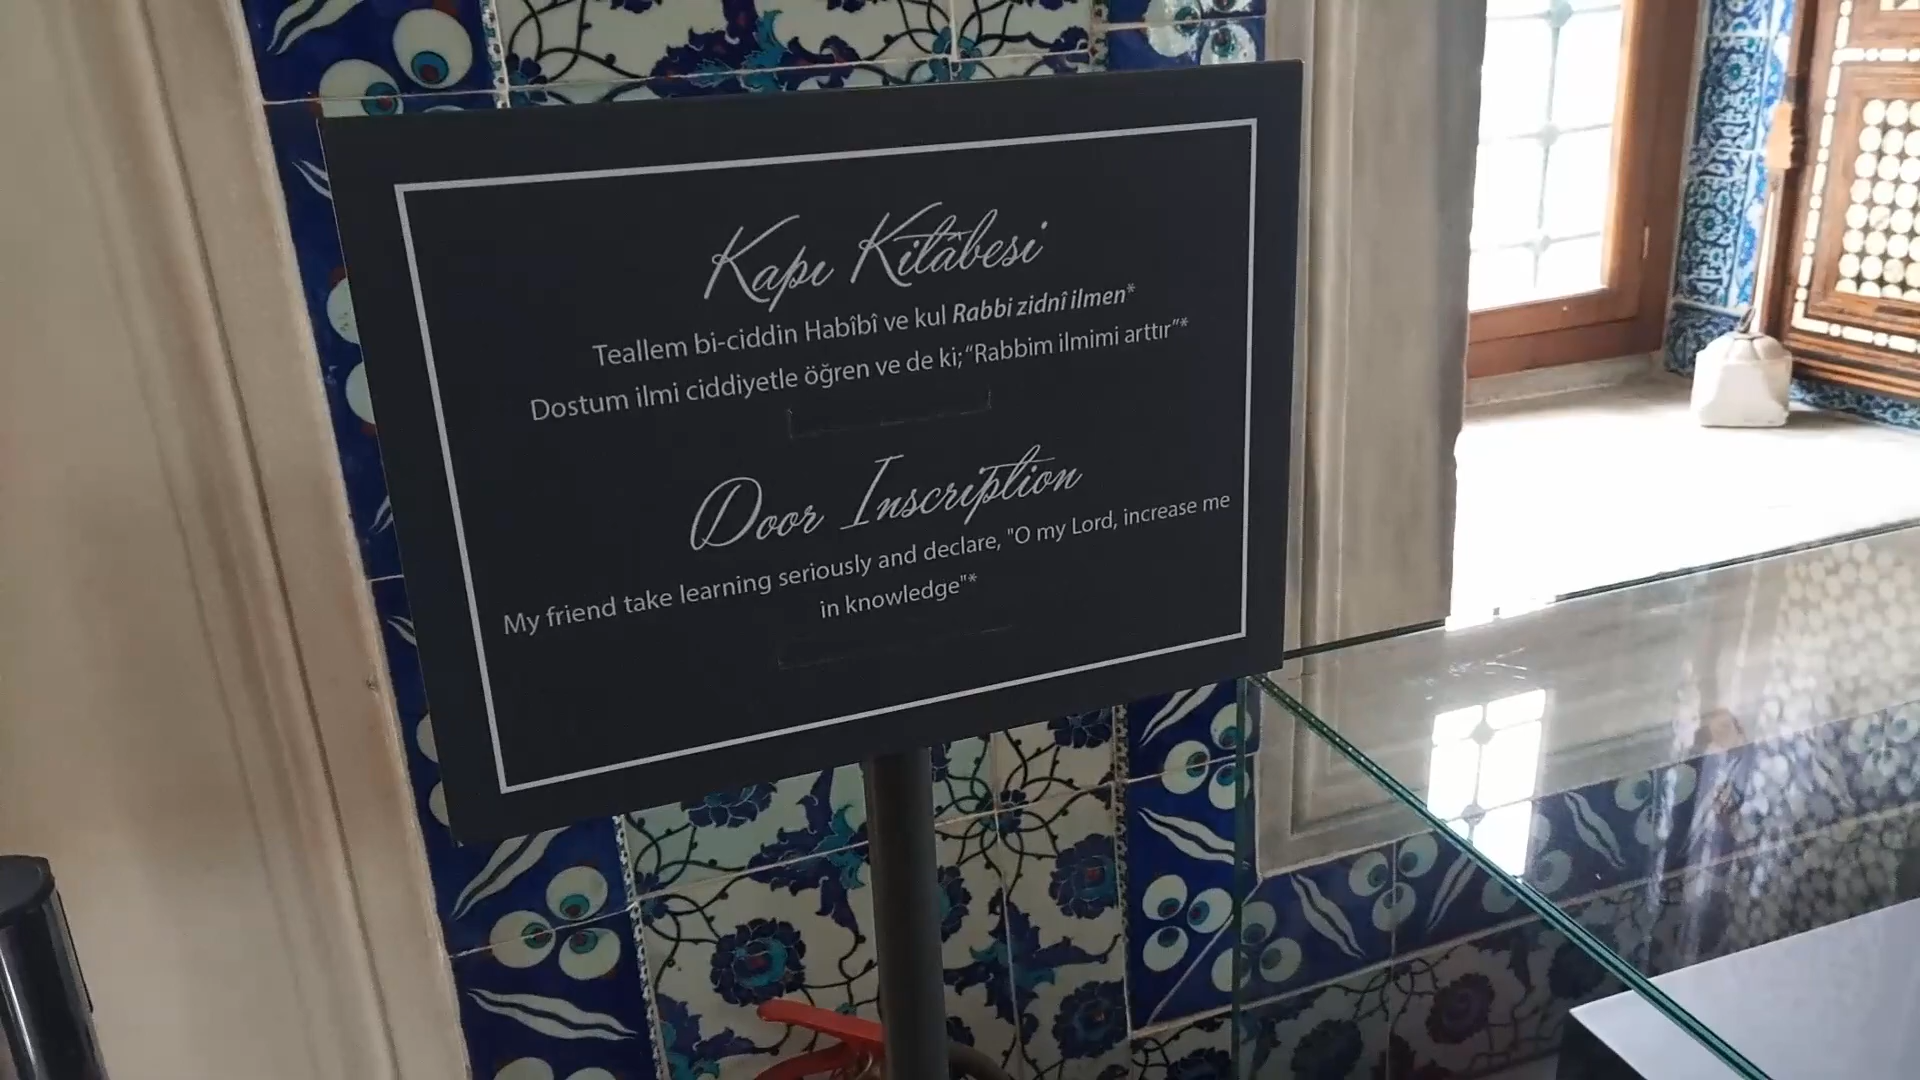 Kapı Kitâbesi
Teallem bi-ciddin Habîbî ve kul Rabbi zidnî ilmen*
Dostum ilmi ciddiyetle öğren ve de ki; “Rabbim ilmimi arttır”*
Door Inscription
My friend take learning seriously and declare, "O my Lord, increase me
in knowledge"*